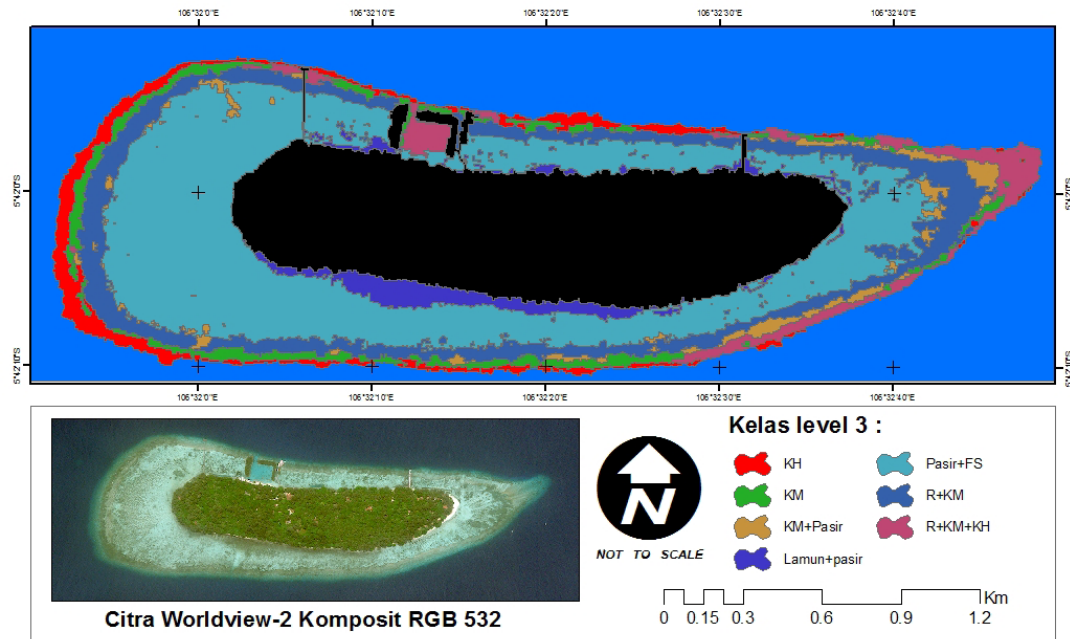 106°32'0"E 106°32'10"E 106°32'20"E 106°32'30"E 106°32'40"E
5°42'0"S 5°42'0"S
5°42'10"S 5°42'10"S
106°32'0"E 106°32'10"E 106°32'20"E 106°32'30"E 106°32'40"E
Kelas level 3 :
KH
KM
KM+Pasir
Lamun+pasir
Pasir+FS
R+KM
R+KM+KH
N
NOT TO SCALE
Km
0 0.15 0.3 0.6 0.9 1.2
Citra Worldview-2 Komposit RGB 532